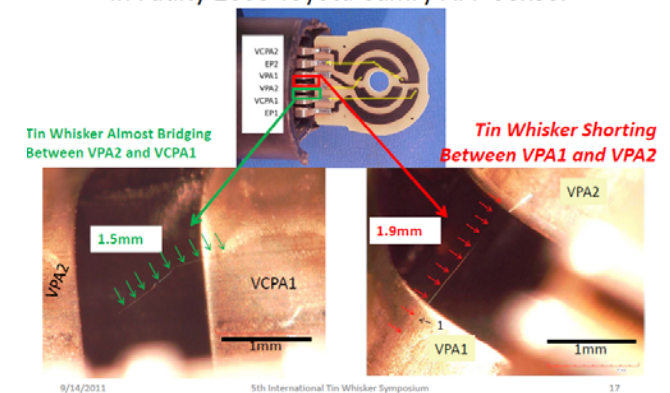 VCPA2
EP2
VPA1
VPA2
VCPA1
EP1
Tin Whisker Almost Bridging
Between VPA2 and VCPA1
Tin Whisker Shorting
Between VPA1 and VPA2
1.5mm
VPA2
VCPA1
1mm
1.9mm
VPA2
1
VPA1
1mm
9/14/2011
5th International Tin Whisker Symposium
17